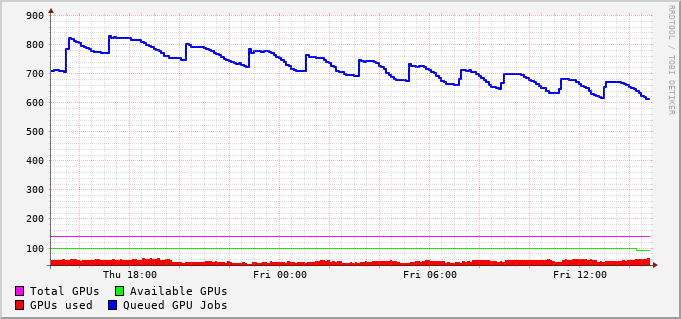 900
800
700
600
500
400
300
200
100
Thu 18:00 Fri 00:00 Fri 06:00 Fri 12:00
Total GPUs Available GPUs
GPUs used Queued GPU Jobs
RRDTOOL / TOBI OETIKER